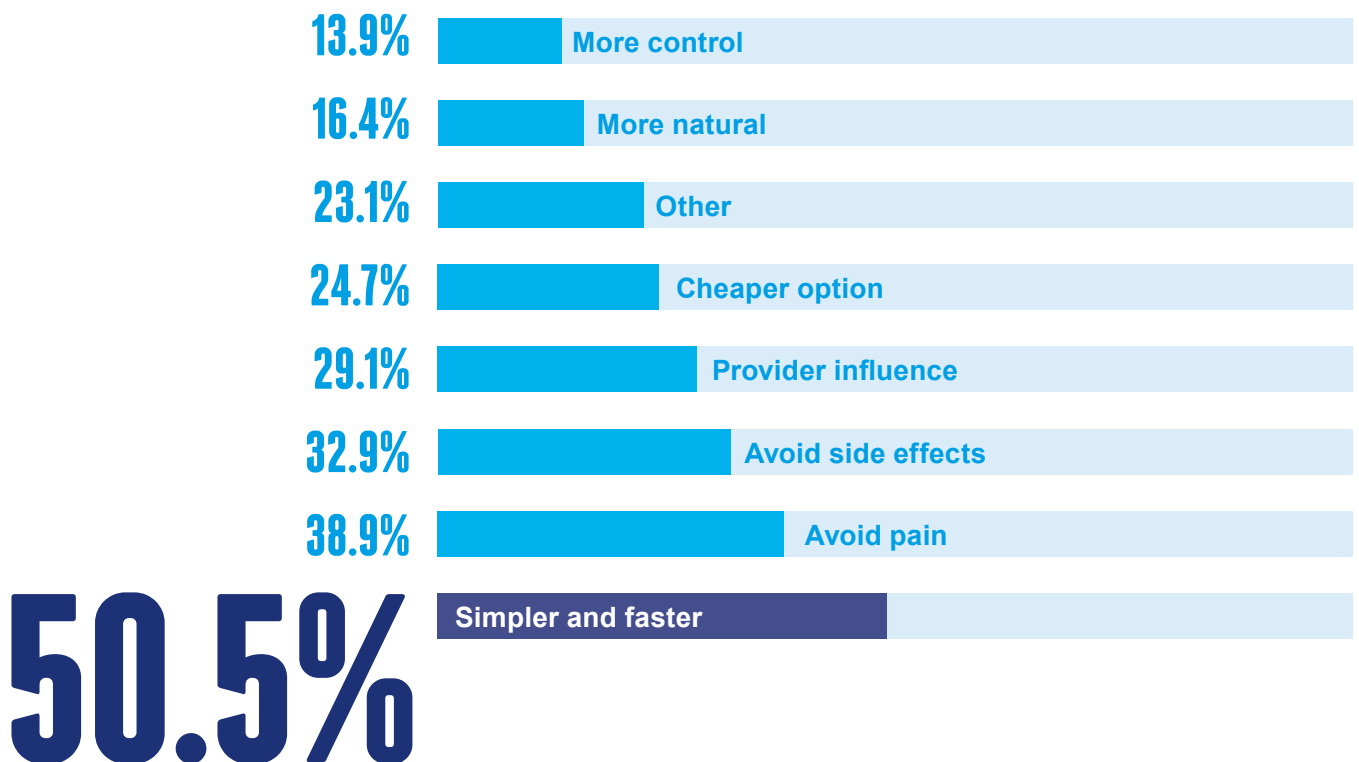 13.9% More control
16.4% More natural
23.1% Other
24.7% Cheaper option
29.1% Provider influence
32.9% Avoid side effects
38.9% Avoid pain
50.5% Simpler and faster